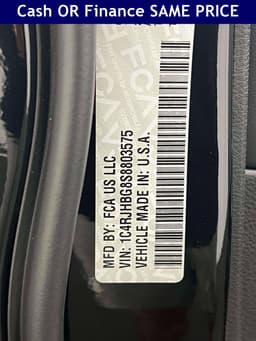 Cash OR Finance SAME PRICE
MFD BY: FCA US LLC
VIN: 1C4RJHBG8S8803575
VEHICLE MADE IN: U.S.A.